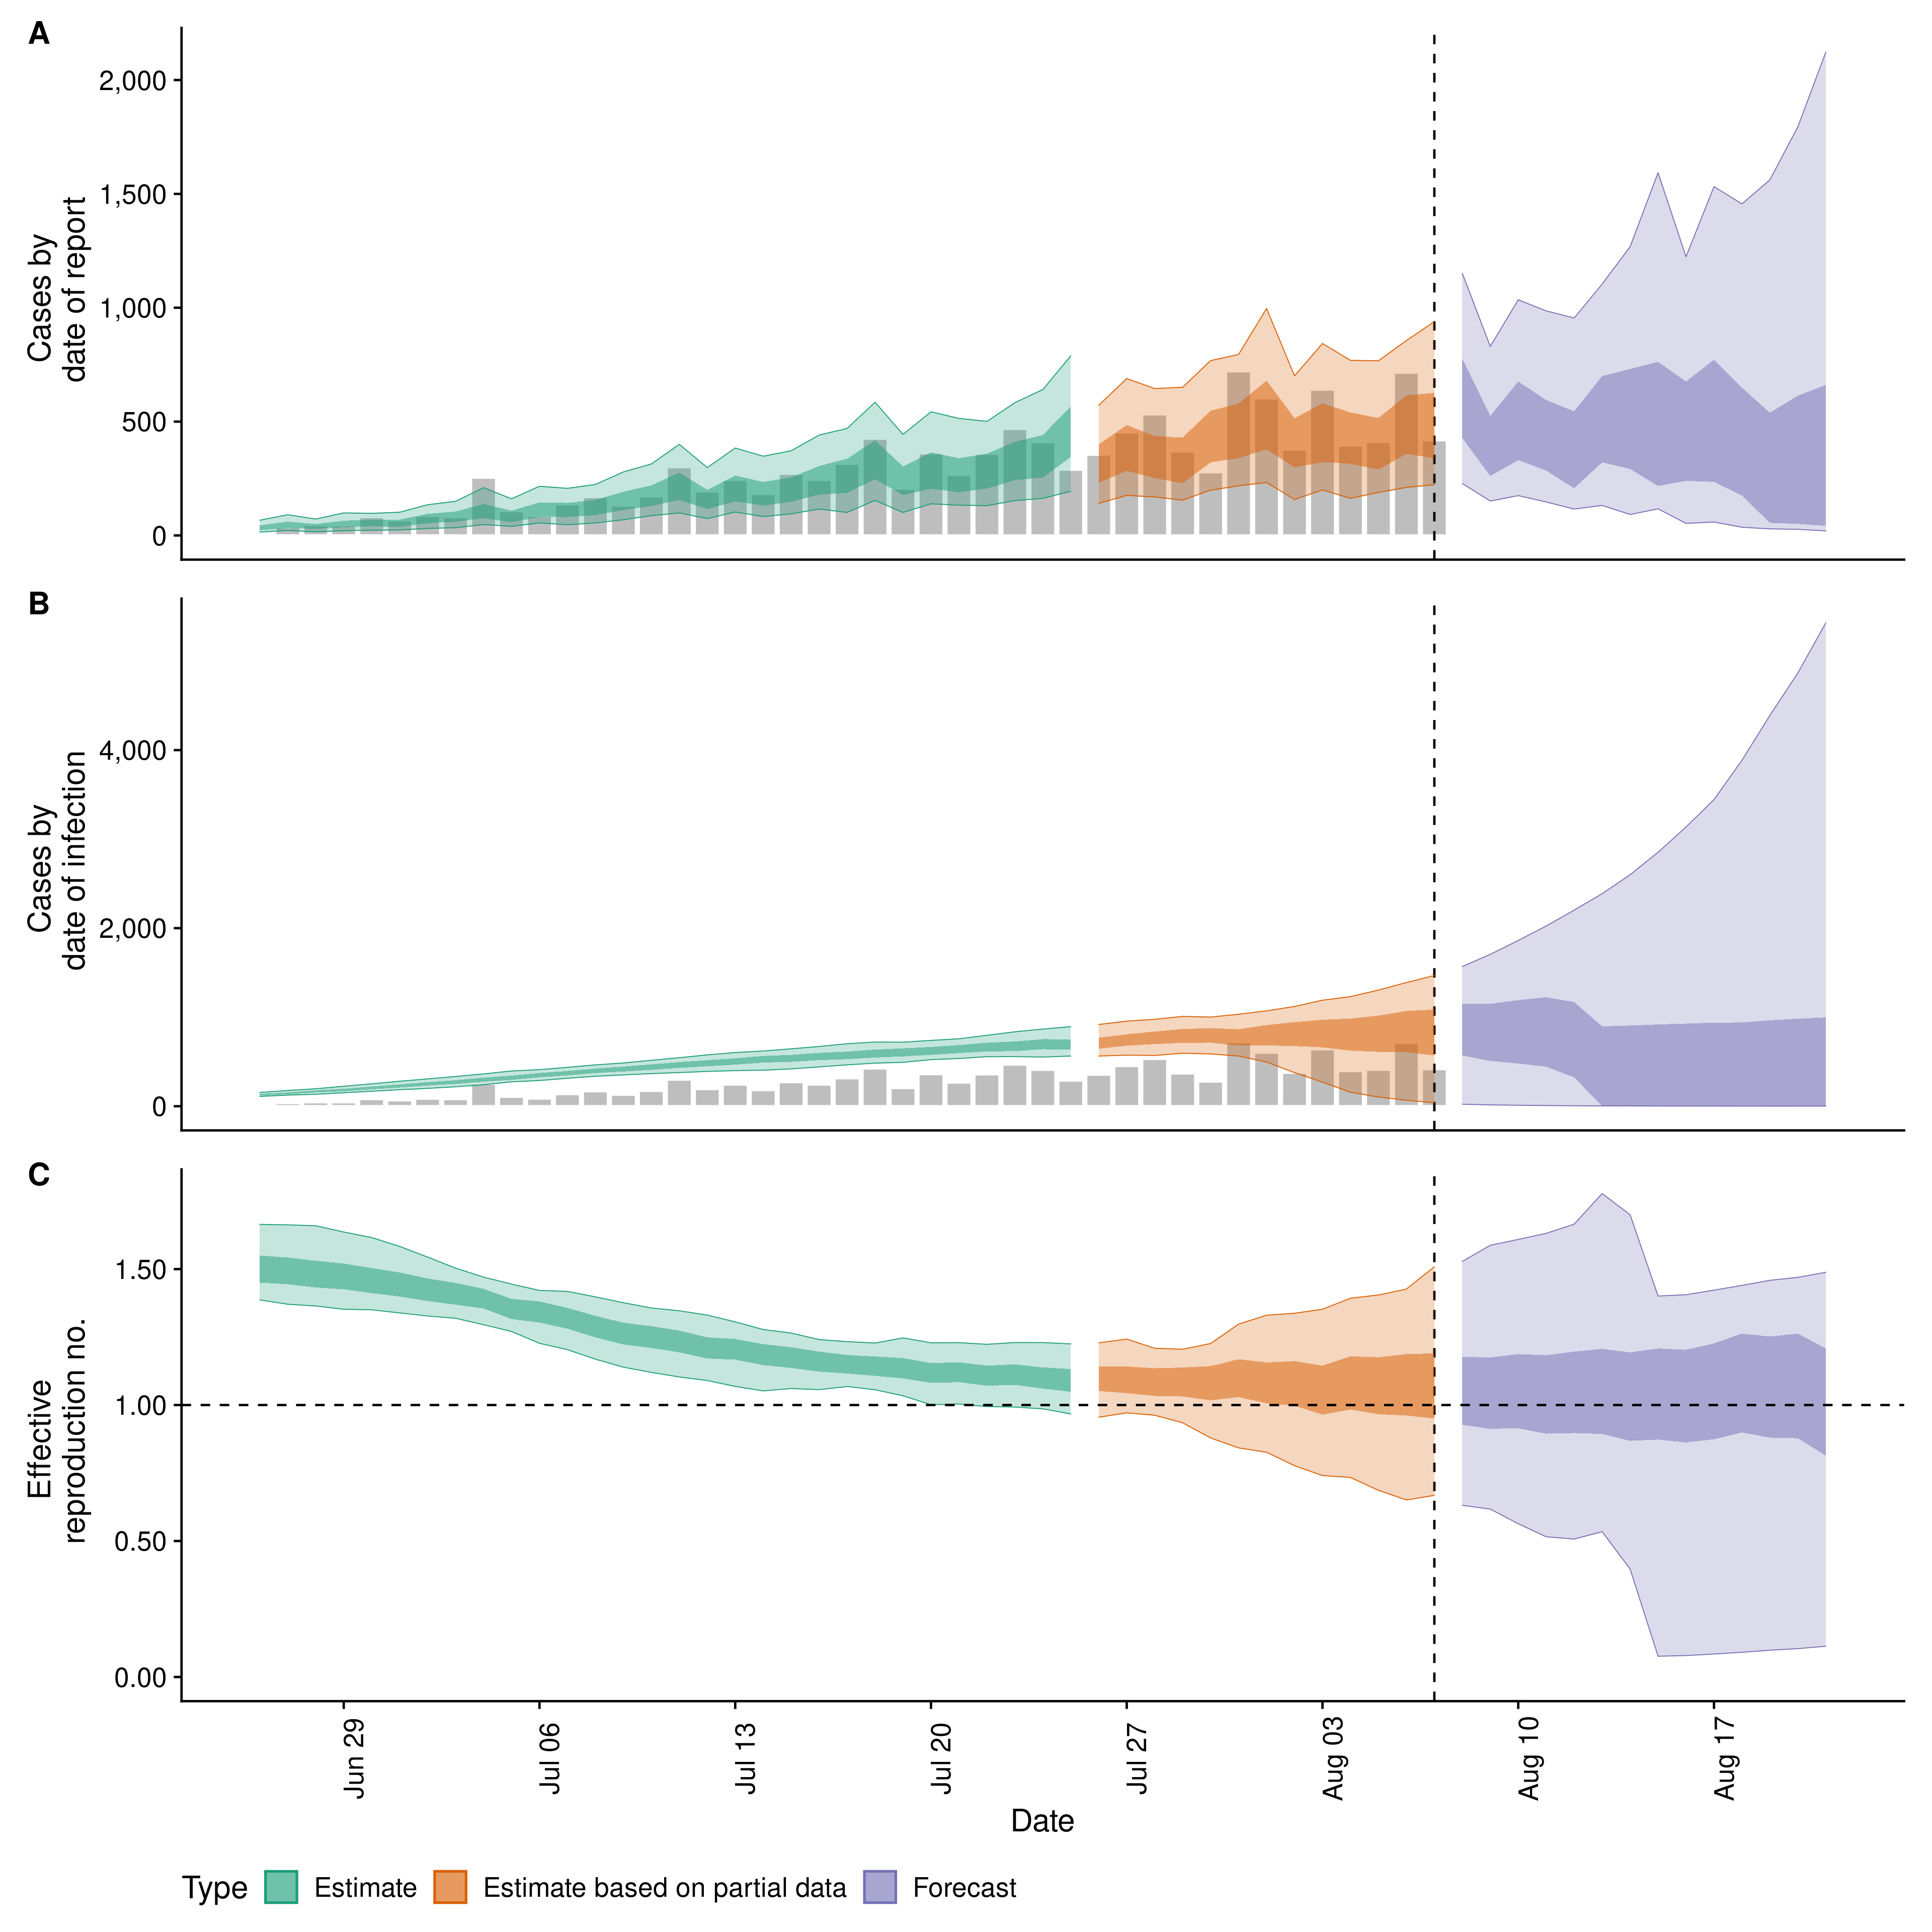 A
2,000
1,500
1,000
500
0
Cases by
date of report
B
4,000
2,000
0
Cases by
date of infection
C
1.50
1.00
0.50
0.00
Effective
reproduction no.
Jun 29
Jul 06
Jul 13
Jul 20
Jul 27
Aug 03
Aug 10
Aug 17
Date
Type Estimate Estimate based on partial data Forecast